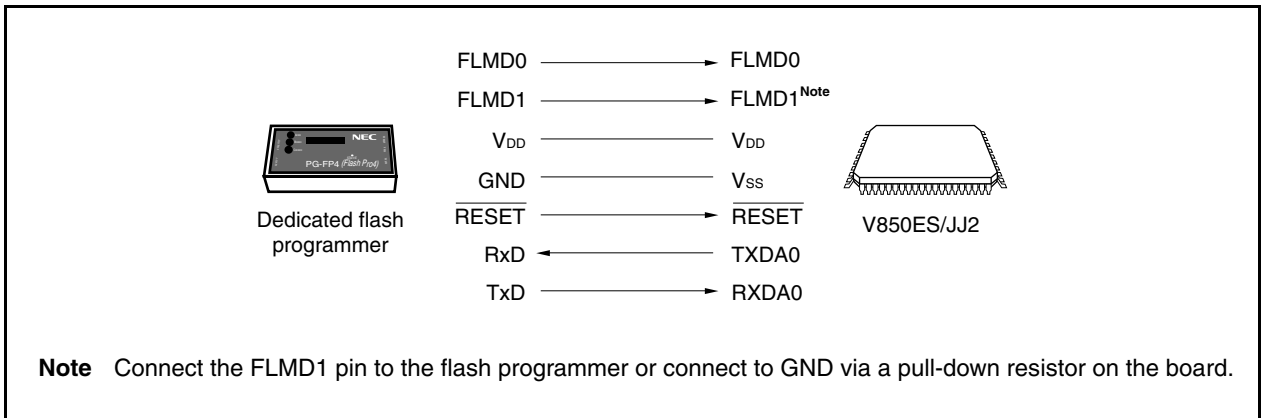 FLMD0 FLMD0
FLMD1 FLMD1Note
VDD VDD
GND VSS
RESET RESET
RxD TXDA0
TxD RXDA0
NEC
PG-FP4 (Flash Pro4)
Dedicated flash
programmer
V850ES/JJ2
Note Connect the FLMD1 pin to the flash programmer or connect to GND via a pull-down resistor on the board.